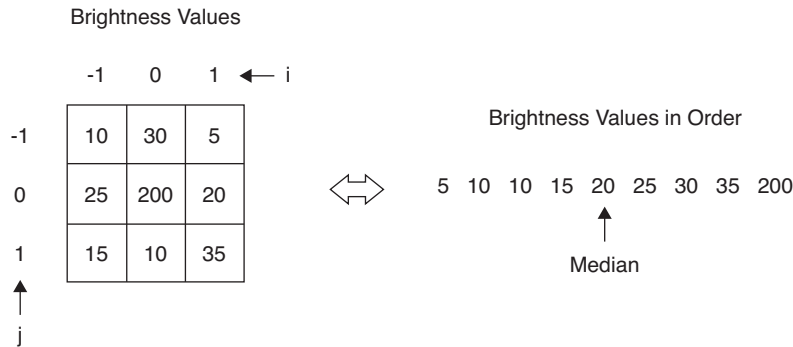 Brightness Values
-1 0 1 i
-1 10 30 5
0 25 200 20
1 15 10 35
j
Brightness Values in Order
5 10 10 15 20 25 30 35 200
Median